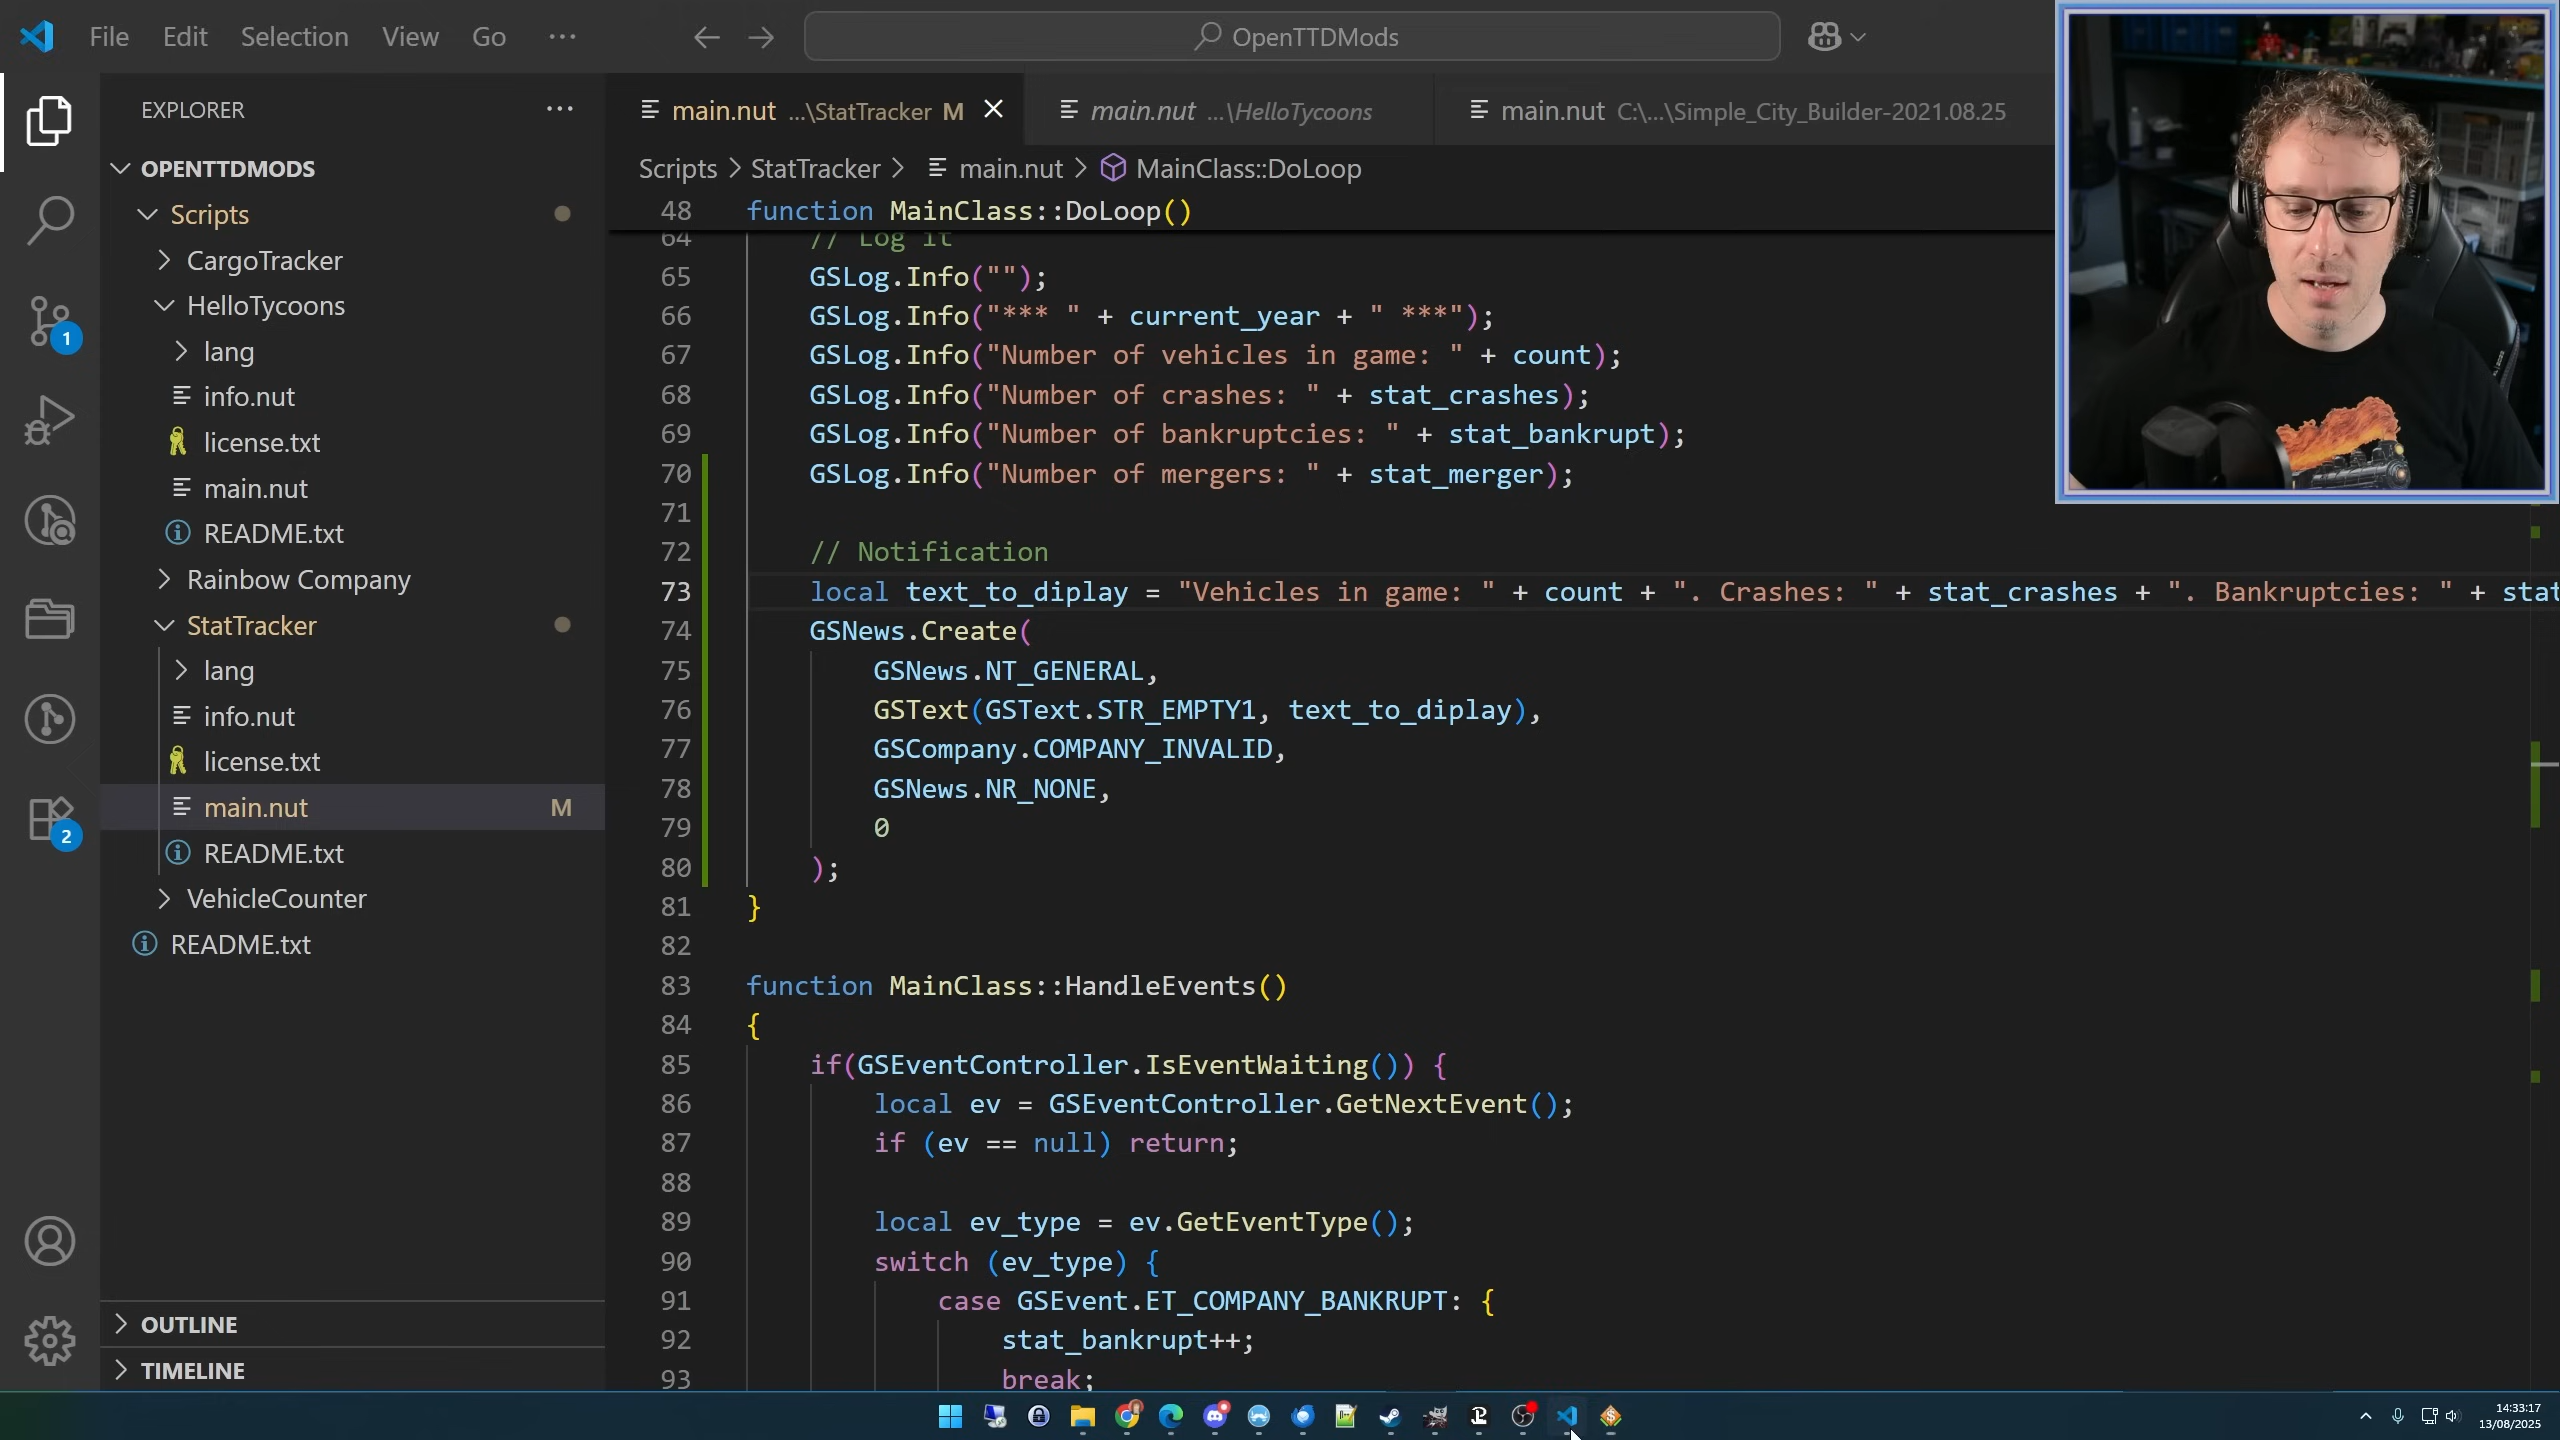 File Edit Selection View Go ···
OpenTTDMods
EXPLORER ···
main.nut ...\StatTracker M
main.nut ...\HelloTycoons
main.nut C:\...\Simple_City_Builder-2021.08.25
Scripts > StatTracker > main.nut > MainClass::DoLoop
OPENTTDMODS
Scripts
CargoTracker
HelloTycoons
lang
info.nut
license.txt
main.nut
README.txt
Rainbow Company
StatTracker
lang
info.nut
license.txt
main.nut M
README.txt
VehicleCounter
README.txt
OUTLINE
TIMELINE
1
2
48 function MainClass::DoLoop()
64 // Log it
65 GSLog.Info("");
66 GSLog.Info("*** " + current_year + " ***");
67 GSLog.Info("Number of vehicles in game: " + count);
68 GSLog.Info("Number of crashes: " + stat_crashes);
69 GSLog.Info("Number of bankruptcies: " + stat_bankrupt);
70 GSLog.Info("Number of mergers: " + stat_merger);
71
72 // Notification
73 local text_to_diplay = "Vehicles in game: " + count + ". Crashes: " + stat_crashes + ". Bankruptcies: " + stat
74 GSNews.Create(
75 GSNews.NT_GENERAL,
76 GSText(GSText.STR_EMPTY1, text_to_diplay),
77 GSCompany.COMPANY_INVALID,
78 GSNews.NR_NONE,
79 0
80 );
81 }
82
83 function MainClass::HandleEvents()
84 {
85 if(GSEventController.IsEventWaiting()) {
86 local ev = GSEventController.GetNextEvent();
87 if (ev == null) return;
88
89 local ev_type = ev.GetEventType();
90 switch (ev_type) {
91 case GSEvent.ET_COMPANY_BANKRUPT: {
92 stat_bankrupt++;
93 break;
14:33:17
13/08/2025